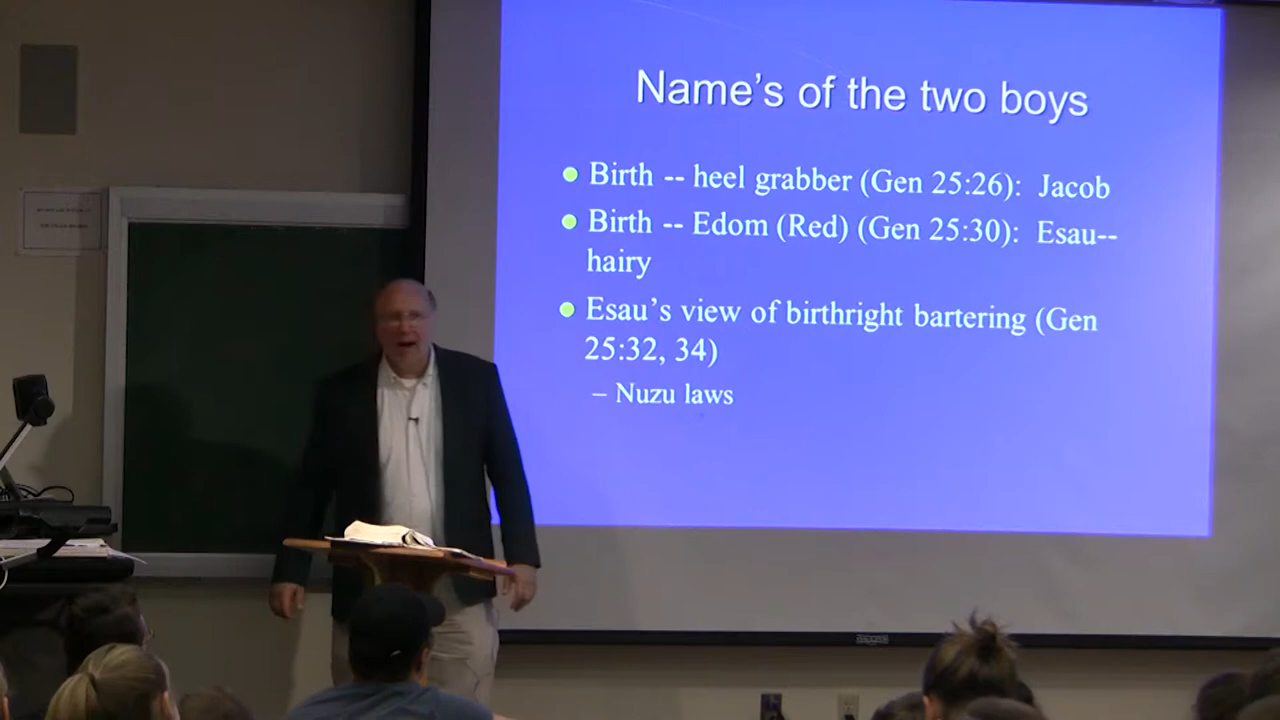 Name's of the two boys
Birth -- heel grabber (Gen 25:26): Jacob
Birth -- Edom (Red) (Gen 25:30): Esau--
hairy
Esau's view of birthright bartering (Gen
25:32, 34)
– Nuzu laws